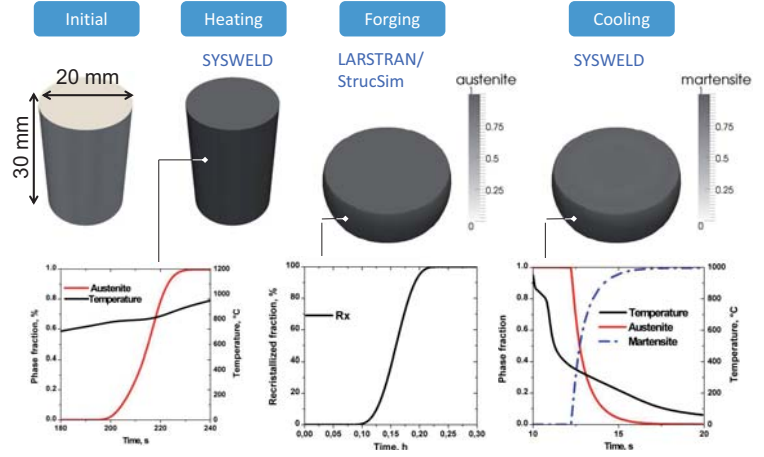 Initial
Heating
Forging
Cooling
SYSWELD
LARSTRAN/
StrucSim
SYSWELD
20 mm
30 mm
austenite
0.75
0.5
0.25
0
martensite
0.75
0.5
0.25
0
1.0
0.8
0.6
0.4
0.2
0.0
Phase fraction, %
Austenite
Temperature
1200
1000
800
600
400
200
0
Temperature, °C
180
200
220
240
Time, s
100
80
60
40
20
0
Recristallized fraction, %
Rx
0,00
0,05
0,10
0,15
0,20
0,25
0,30
Time, h
1.0
0.8
0.6
0.4
0.2
0.0
Phase fraction
Temperature
Austenite
Martensite
1000
800
600
400
200
0
Temperature, °C
10
15
20
Time, s